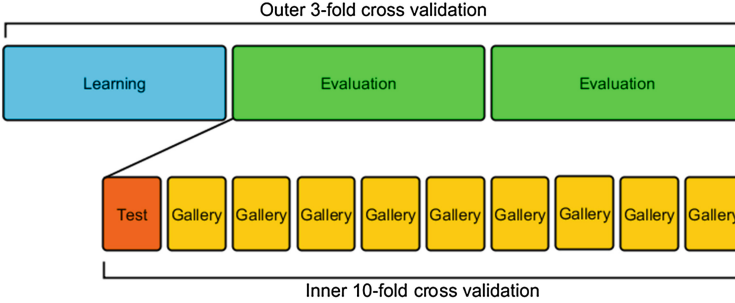 Outer 3-fold cross validation
Learning Evaluation Evaluation
Test Gallery Gallery Gallery Gallery Gallery Gallery Gallery Gallery Gallery
Inner 10-fold cross validation